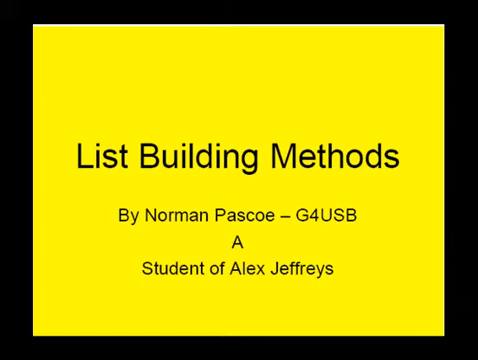 List Building Methods
By Norman Pascoe – G4USB
A
Student of Alex Jeffreys